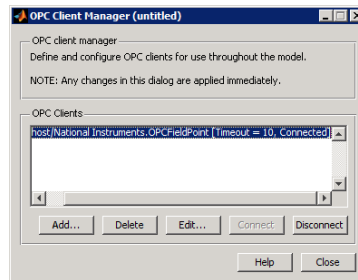 OPC Client Manager (untitled)
OPC client manager
Define and configure OPC clients for use throughout the model.
NOTE: Any changes in this dialog are applied immediately.
OPC Clients
host/National Instruments.OPCFieldPoint [Timeout = 10, Connected]
Add... Delete Edit... Connect Disconnect
Help Close